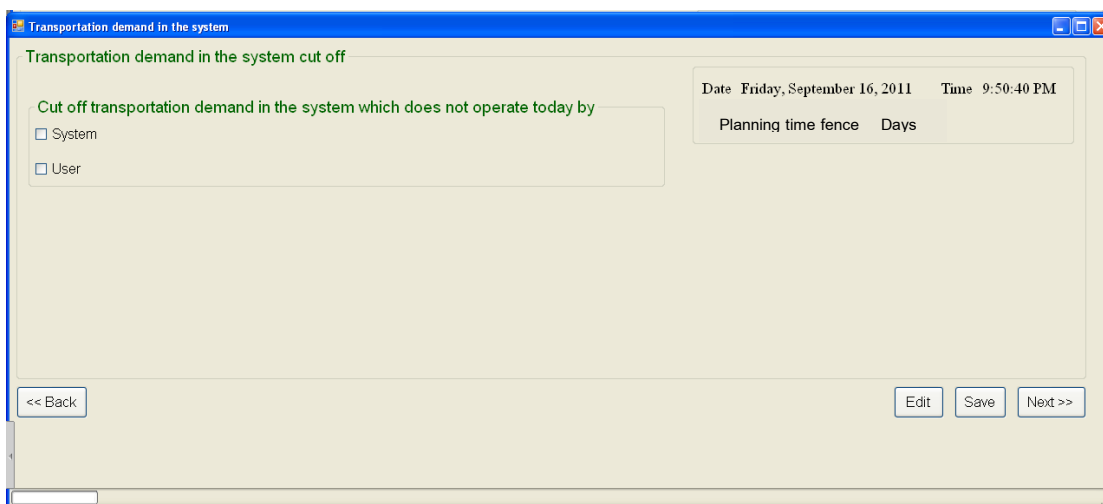 Transportation demand in the system
Transportation demand in the system cut off
Date Friday, September 16, 2011 Time 9:50:40 PM
Planning time fence Days
Cut off transportation demand in the system which does not operate today by
System
User
<< Back
Edit
Save
Next >>